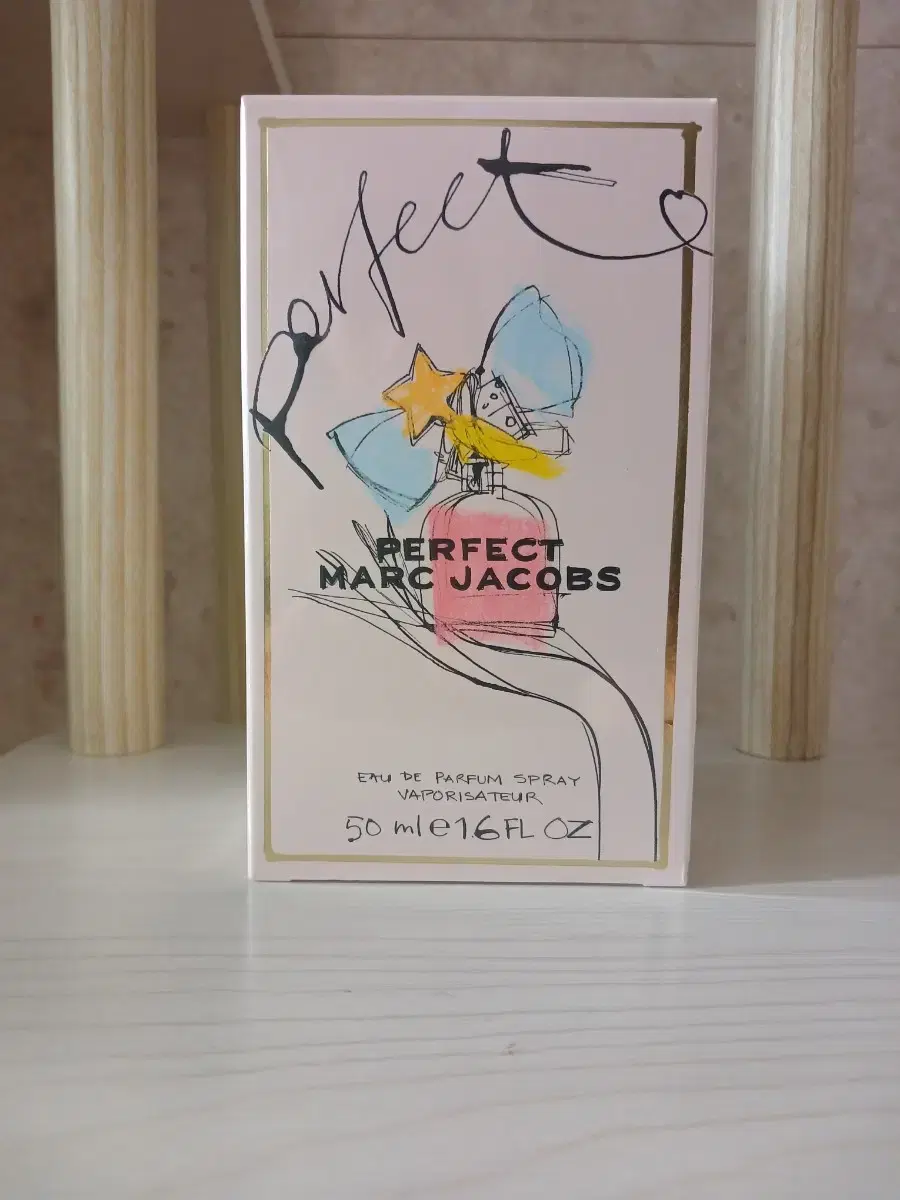 perfect
PERFECT
MARC JACOBS
EAU DE PARFUM SPRAY
VAPORISATEUR
50 ml e 1.6 FL OZ